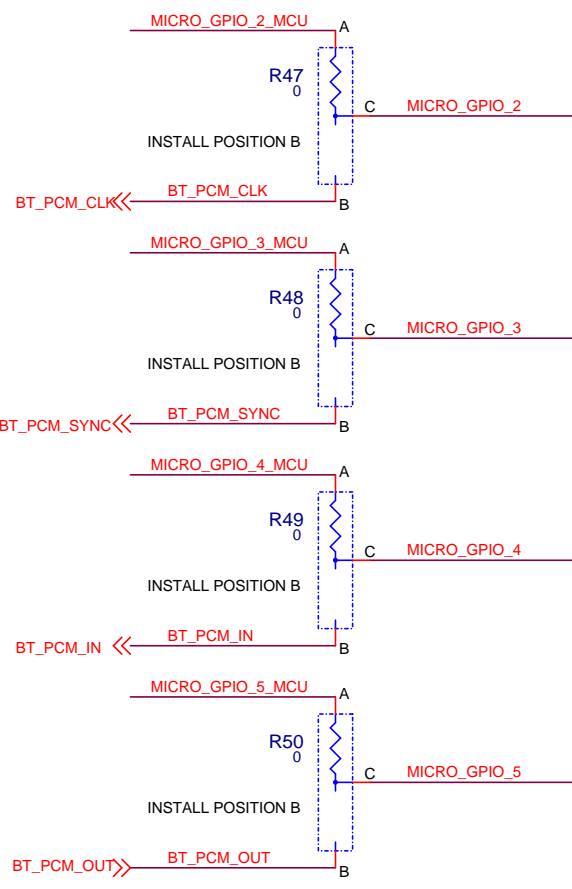 MICRO_GPIO_2_MCU
A
R47
0
C
MICRO_GPIO_2
INSTALL POSITION B
BT_PCM_CLK
BT_PCM_CLK
B
MICRO_GPIO_3_MCU
A
R48
0
C
MICRO_GPIO_3
INSTALL POSITION B
BT_PCM_SYNC
BT_PCM_SYNC
B
MICRO_GPIO_4_MCU
A
R49
0
C
MICRO_GPIO_4
INSTALL POSITION B
BT_PCM_IN
BT_PCM_IN
B
MICRO_GPIO_5_MCU
A
R50
0
C
MICRO_GPIO_5
INSTALL POSITION B
BT_PCM_OUT
BT_PCM_OUT
B